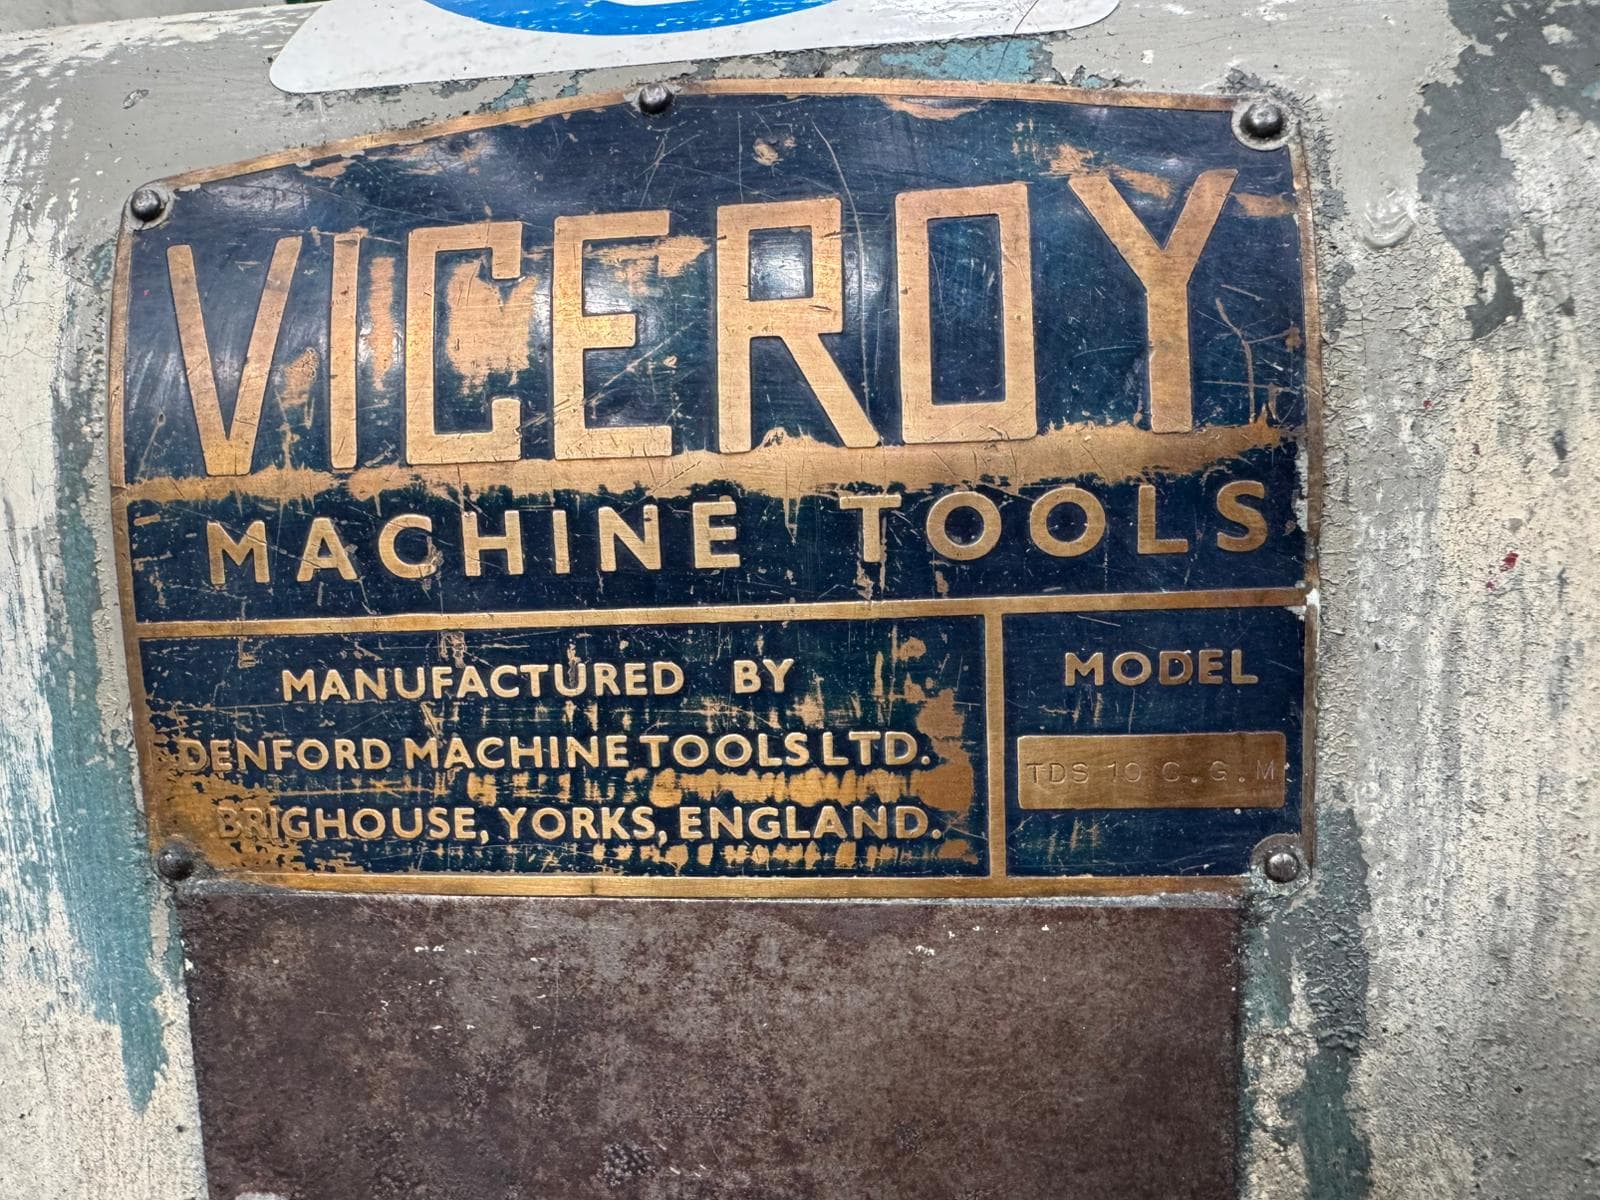 VICEROY
MACHINE TOOLS
MANUFACTURED BY
DENFORD MACHINE TOOLS LTD.
BRIGHOUSE, YORKS, ENGLAND.
MODEL
TDS 10 C.G.M